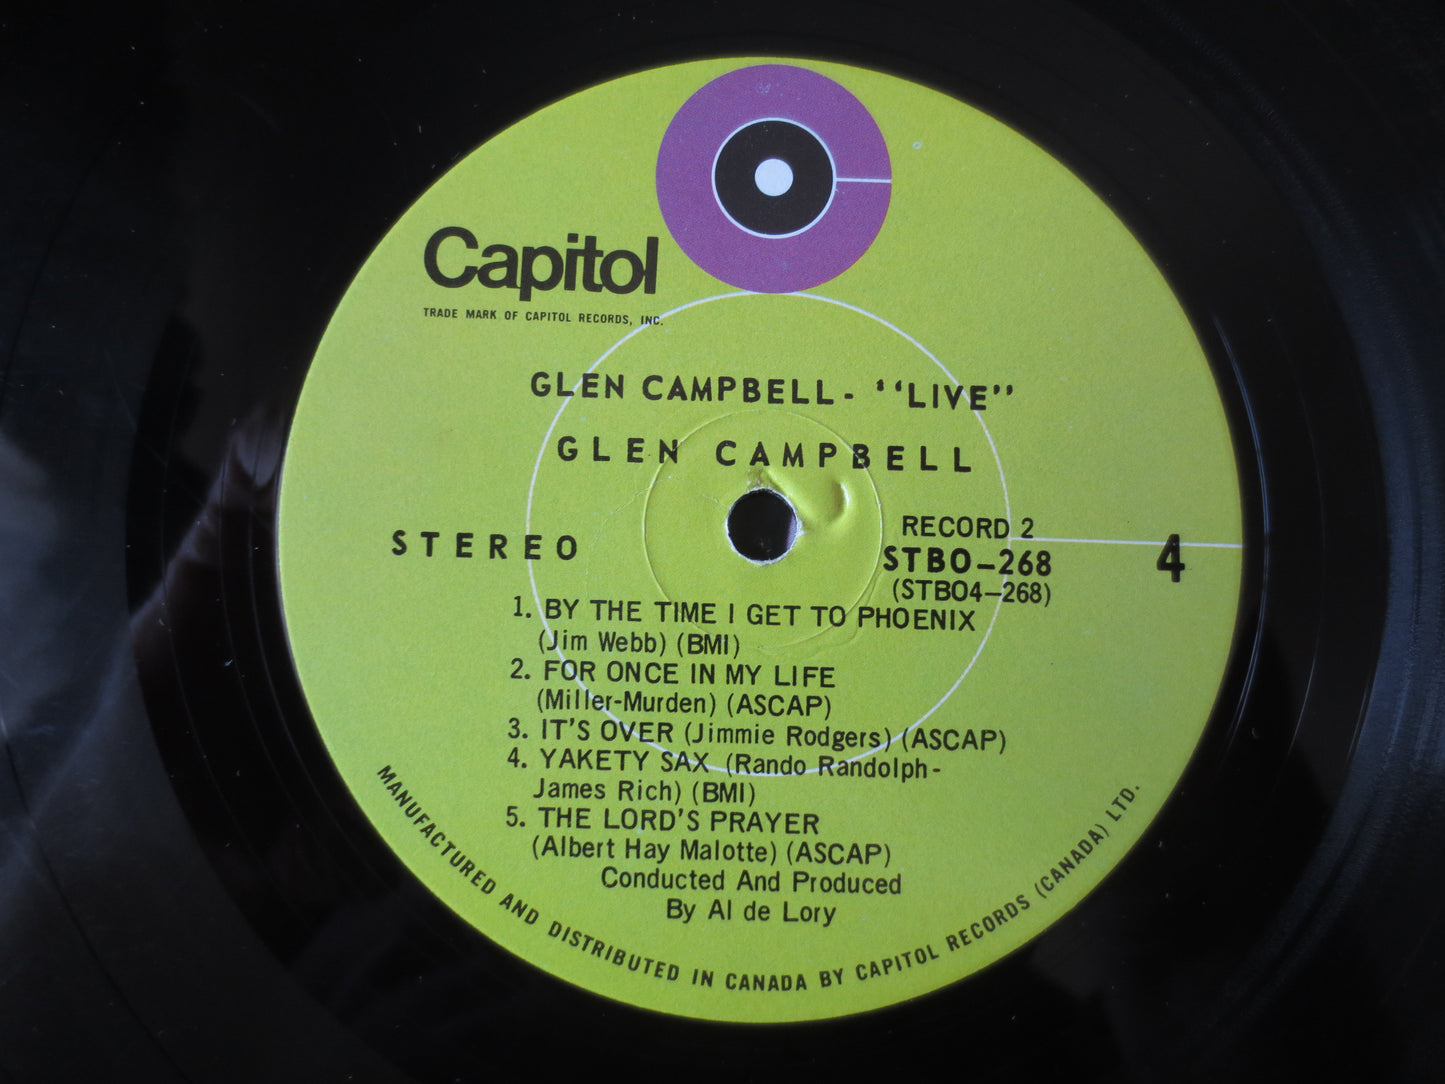 Capitol
TRADE MARK OF CAPITOL RECORDS, INC.
GLEN CAMPBELL- "LIVE"
GLEN CAMPBELL
STEREO
RECORD 2
STBO-268
(STBO4-268)
4
1. BY THE TIME I GET TO PHOENIX
(Jim Webb) (BMI)
2. FOR ONCE IN MY LIFE
(Miller-Murden) (ASCAP)
3. IT'S OVER (Jimmie Rodgers) (ASCAP)
4. YAKETY SAX (Rando Randolph-
James Rich) (BMI)
5. THE LORD'S PRAYER
(Albert Hay Malotte) (ASCAP)
Conducted And Produced
By Al de Lory
MANUFACTURED AND DISTRIBUTED IN CANADA BY CAPITOL RECORDS (CANADA) LTD.